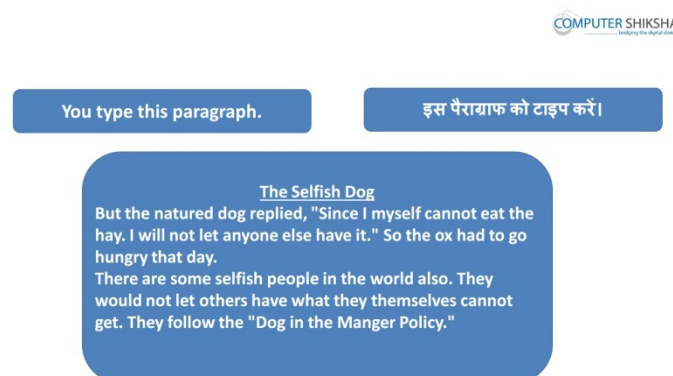 COMPUTER SHIKSHA
bridging the digital divide
You type this paragraph.
इस पैराग्राफ को टाइप करें।
The Selfish Dog
But the natured dog replied, "Since I myself cannot eat the
hay. I will not let anyone else have it." So the ox had to go
hungry that day.
There are some selfish people in the world also. They
would not let others have what they themselves cannot
get. They follow the "Dog in the Manger Policy."